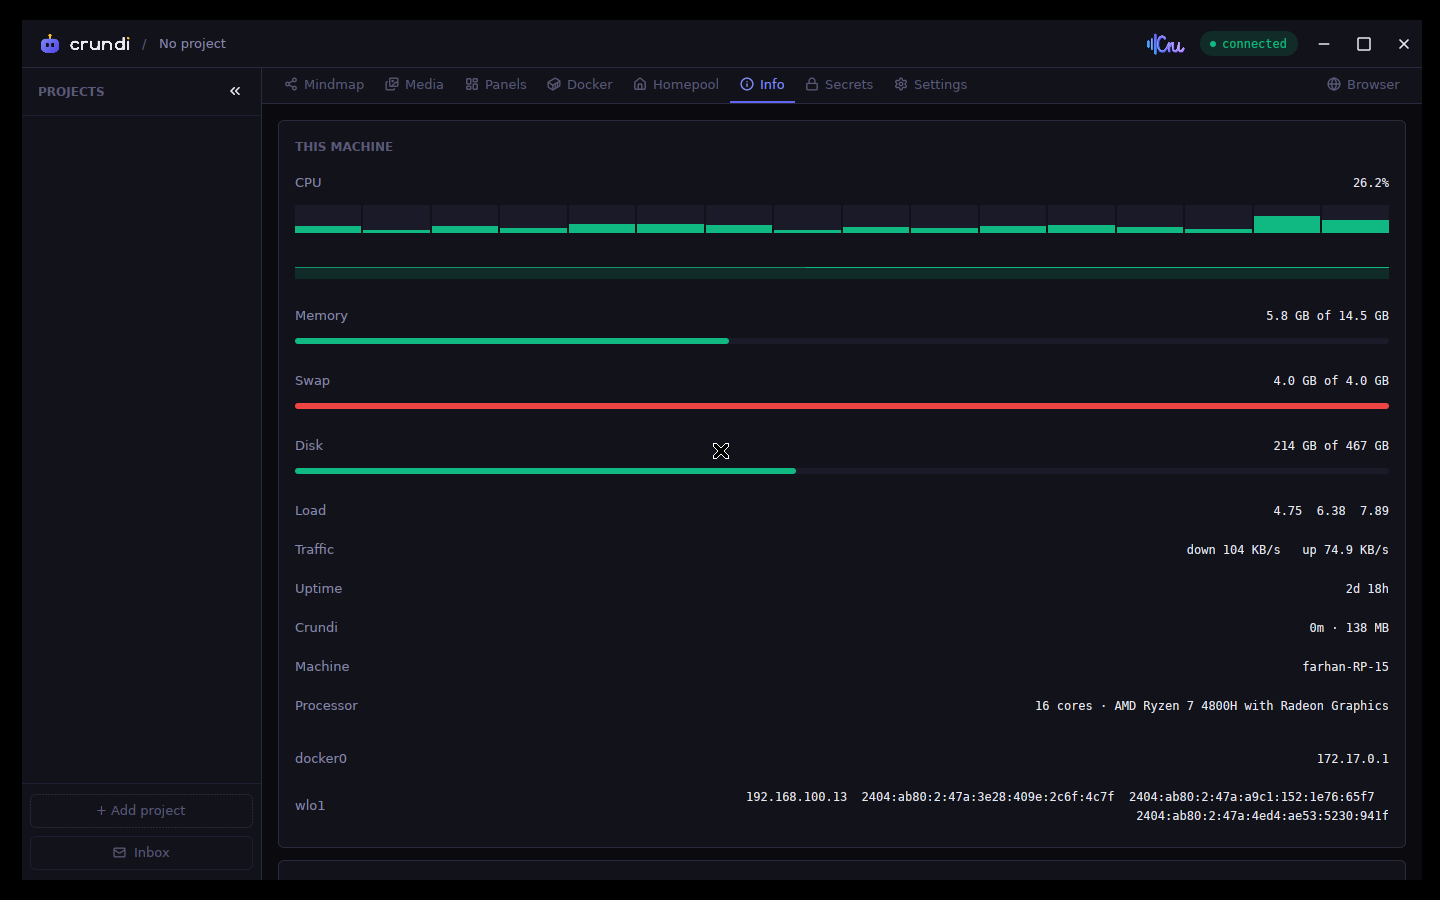 crundi / No project
Cru
connected
PROJECTS
Mindmap
Media
Panels
Docker
Homepool
Info
Secrets
Settings
Browser
THIS MACHINE
CPU 26.2%
Memory 5.8 GB of 14.5 GB
Swap 4.0 GB of 4.0 GB
Disk 214 GB of 467 GB
Load 4.75 6.38 7.89
Traffic down 104 KB/s up 74.9 KB/s
Uptime 2d 18h
Crundi 0m · 138 MB
Machine farhan-RP-15
Processor 16 cores · AMD Ryzen 7 4800H with Radeon Graphics
docker0 172.17.0.1
wlo1 192.168.100.13 2404:ab80:2:47a:3e28:409e:2c6f:4c7f 2404:ab80:2:47a:a9c1:152:1e76:65f7
2404:ab80:2:47a:4ed4:ae53:5230:941f
+ Add project
Inbox